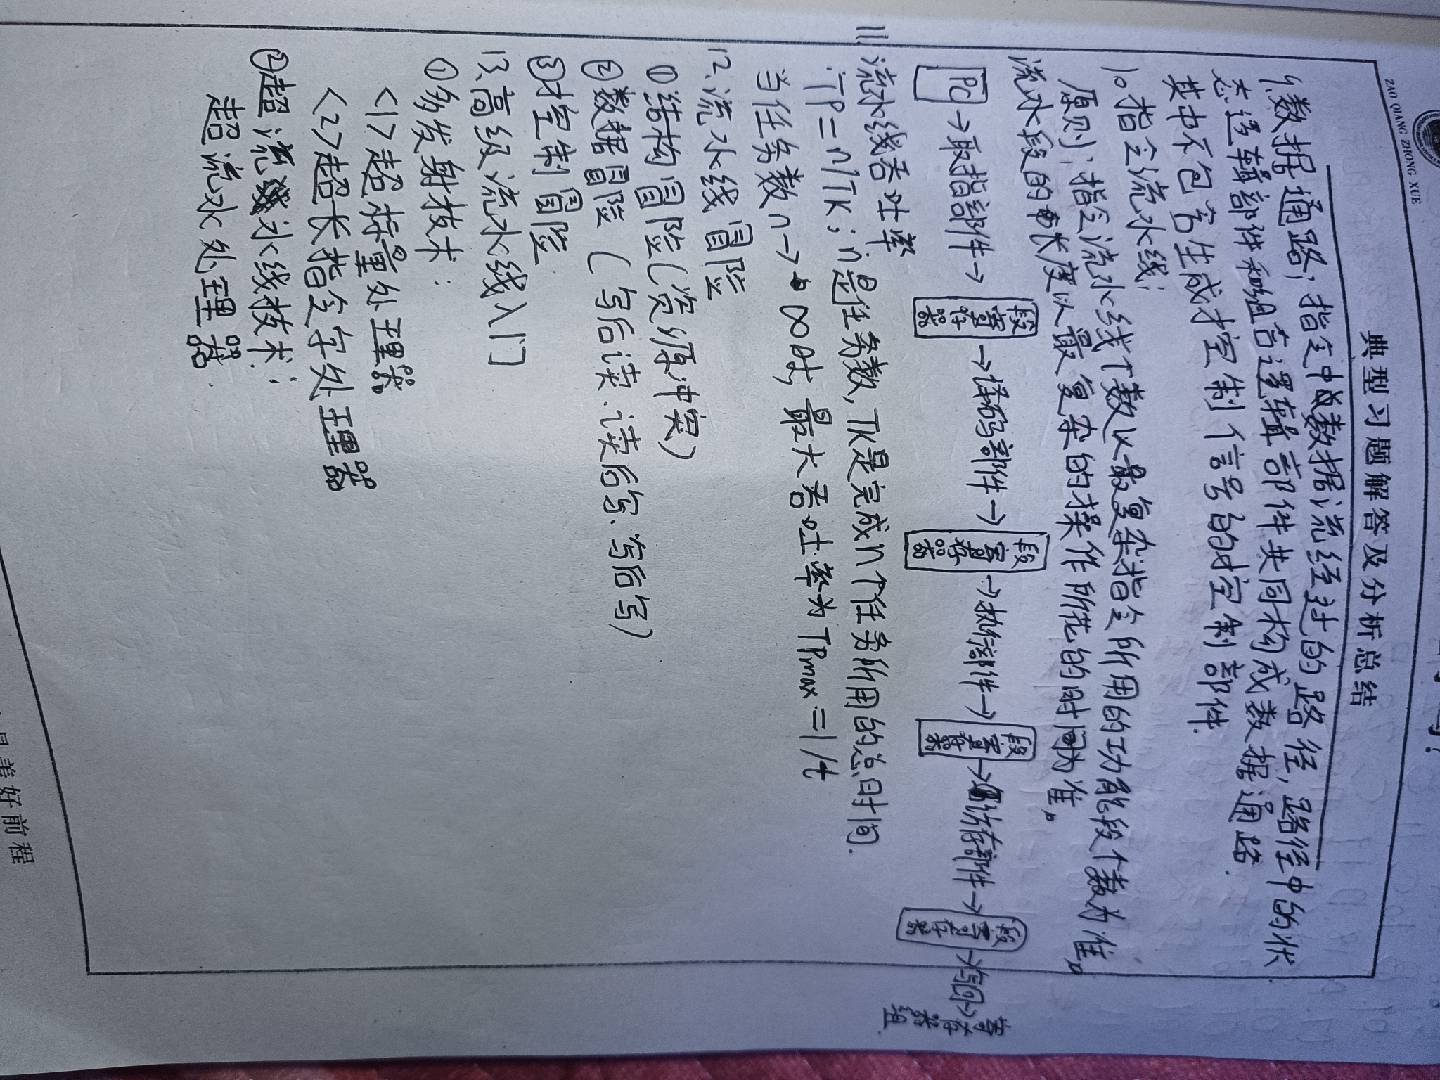 ZAO QIANG ZHONG XUE
典型习题解答及分析总结
9.数据通路;指令中数据流经过的路径,路径中的状
态逻辑部件和组合逻辑部件共同构成数据通路.
其中不包含生成控制信号的控制部件.
10指令流水线;
原则;指令流水线个数以最复杂指令所用的功能段个数为准。
流水段的长度以最复杂的操作所花的时间为准。
PC→取指部件→段寄存器→译码部件→段寄存器→执行部件→段寄存器→访存部件→段寄存器→写回→寄存器组
11.流水线吞吐率
TP=n/TK;n是任务数,TK是完成n个任务所用的总时间.
当任务数n→∞时,最大吞吐率为TPmax=1/t
12.流水线冒险
①结构冒险(资源冲突)
②数据冒险(写后读、读后写、写后写)
③控制冒险
13.高级流水线入门
①多发射技术:
<1>超标量处理器
<2>超长指令字处理器
②超流水线技术:
超流水处理器
美好前程